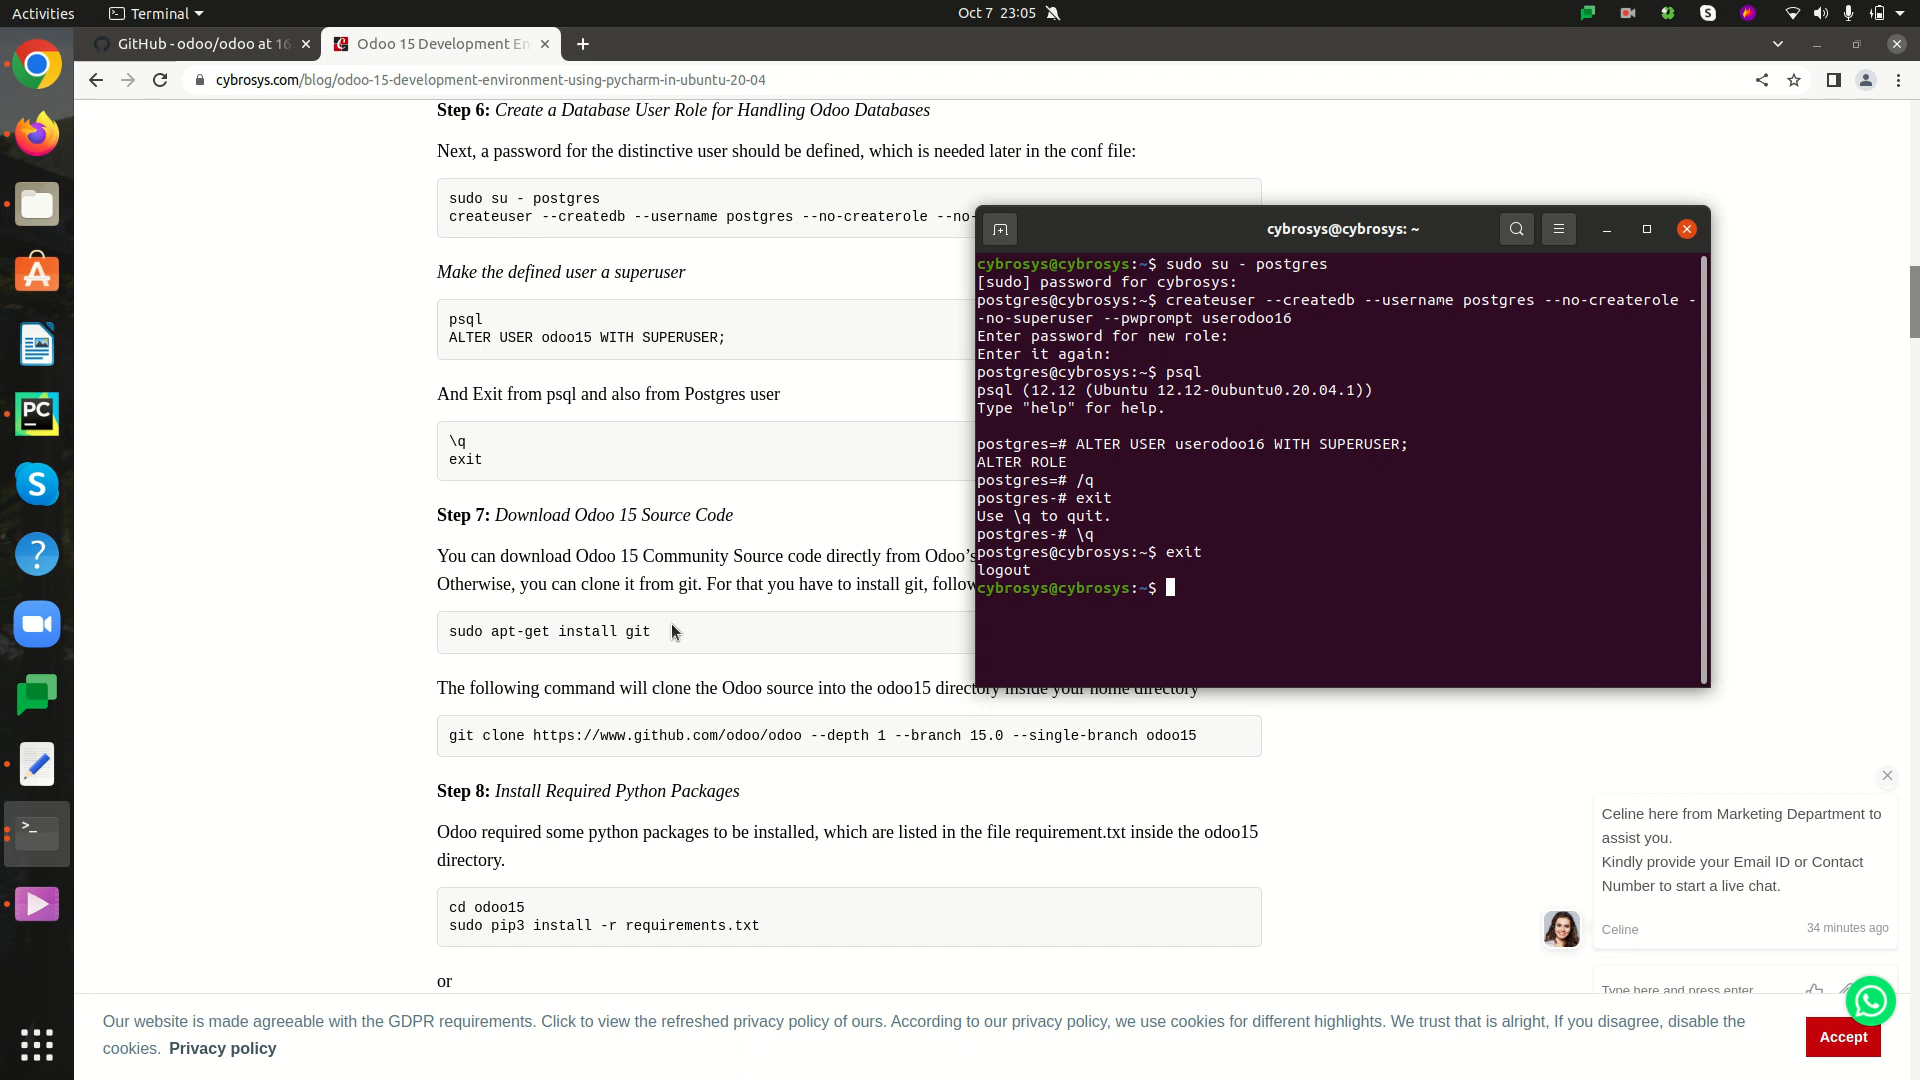 Activities
Terminal
Oct 7 23:05
GitHub - odoo/odoo at 16
Odoo 15 Development En
cybrosys.com/blog/odoo-15-development-environment-using-pycharm-in-ubuntu-20-04
Step 6: Create a Database User Role for Handling Odoo Databases
Next, a password for the distinctive user should be defined, which is needed later in the conf file:
sudo su - postgres
createuser --createdb --username postgres --no-createrole --no-
Make the defined user a superuser
psql
ALTER USER odoo15 WITH SUPERUSER;
And Exit from psql and also from Postgres user
\q
exit
Step 7: Download Odoo 15 Source Code
You can download Odoo 15 Community Source code directly from Odoo’s
Otherwise, you can clone it from git. For that you have to install git, follow
sudo apt-get install git
The following command will clone the Odoo source into the odoo15 directory inside your home directory
git clone https://www.github.com/odoo/odoo --depth 1 --branch 15.0 --single-branch odoo15
Step 8: Install Required Python Packages
Odoo required some python packages to be installed, which are listed in the file requirement.txt inside the odoo15
directory.
cd odoo15
sudo pip3 install -r requirements.txt
or
cybrosys@cybrosys: ~
cybrosys@cybrosys:~$ sudo su - postgres
[sudo] password for cybrosys:
postgres@cybrosys:~$ createuser --createdb --username postgres --no-createrole -
-no-superuser --pwprompt userodoo16
Enter password for new role:
Enter it again:
postgres@cybrosys:~$ psql
psql (12.12 (Ubuntu 12.12-0ubuntu0.20.04.1))
Type "help" for help.
postgres=# ALTER USER userodoo16 WITH SUPERUSER;
ALTER ROLE
postgres=# /q
postgres-# exit
Use \q to quit.
postgres-# \q
postgres@cybrosys:~$ exit
logout
cybrosys@cybrosys:~$
Celine here from Marketing Department to
assist you.
Kindly provide your Email ID or Contact
Number to start a live chat.
Celine
34 minutes ago
Type here and press enter
Our website is made agreeable with the GDPR requirements. Click to view the refreshed privacy policy of ours. According to our privacy policy, we use cookies for different highlights. We trust that is alright, If you disagree, disable the
cookies. Privacy policy
Accept